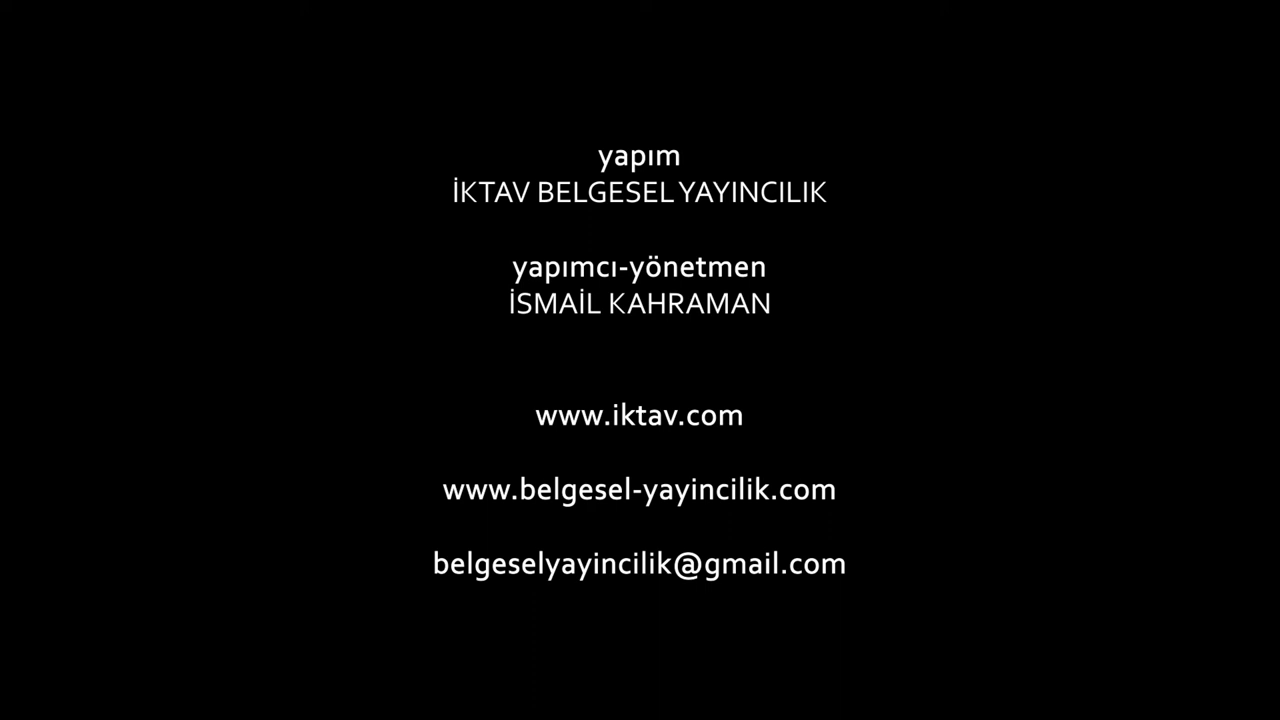 yapım
İKTAV BELGESEL YAYINCILIK
yapımcı-yönetmen
İSMAİL KAHRAMAN
www.iktav.com
www.belgesel-yayincilik.com
belgeselyayincilik@gmail.com